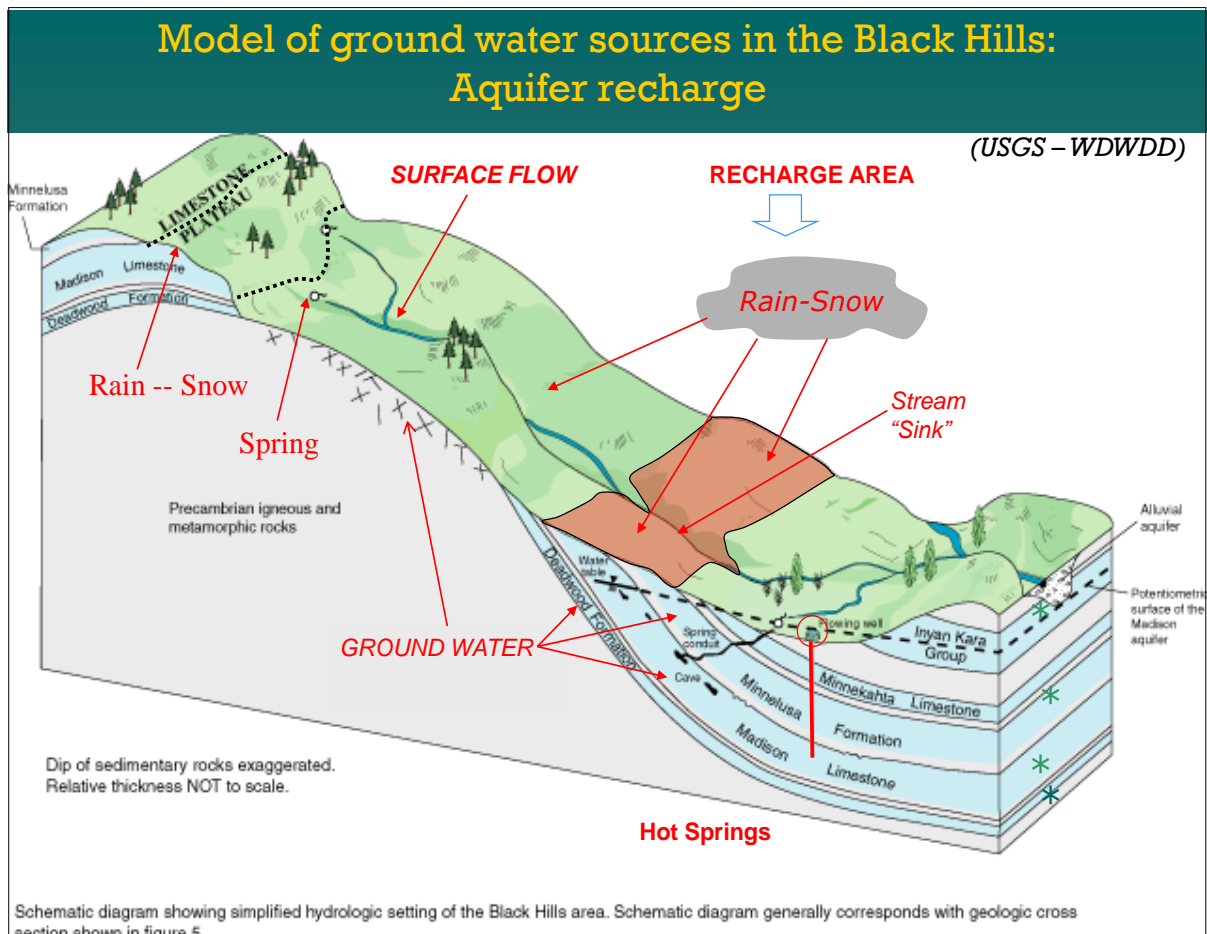 Model of ground water sources in the Black Hills:
Aquifer recharge
(USGS – WDWDD)
Minnelusa
Formation
LIMESTONE
PLATEAU
SURFACE FLOW
RECHARGE AREA
Madison Limestone
Deadwood Formation
Rain-Snow
Rain -- Snow
Spring
Stream
“Sink”
Precambrian igneous and
metamorphic rocks
Alluvial
aquifer
Water
table
Deadwood Formation
Potentiometric
surface of the
Madison
aquifer
Flowing well
Spring
conduit
Inyan Kara
Group
GROUND WATER
Cave
Minnekahta Limestone
Minnelusa Formation
Madison Limestone
Dip of sedimentary rocks exaggerated.
Relative thickness NOT to scale.
Hot Springs
Schematic diagram showing simplified hydrologic setting of the Black Hills area. Schematic diagram generally corresponds with geologic cross
section shown in figure 5